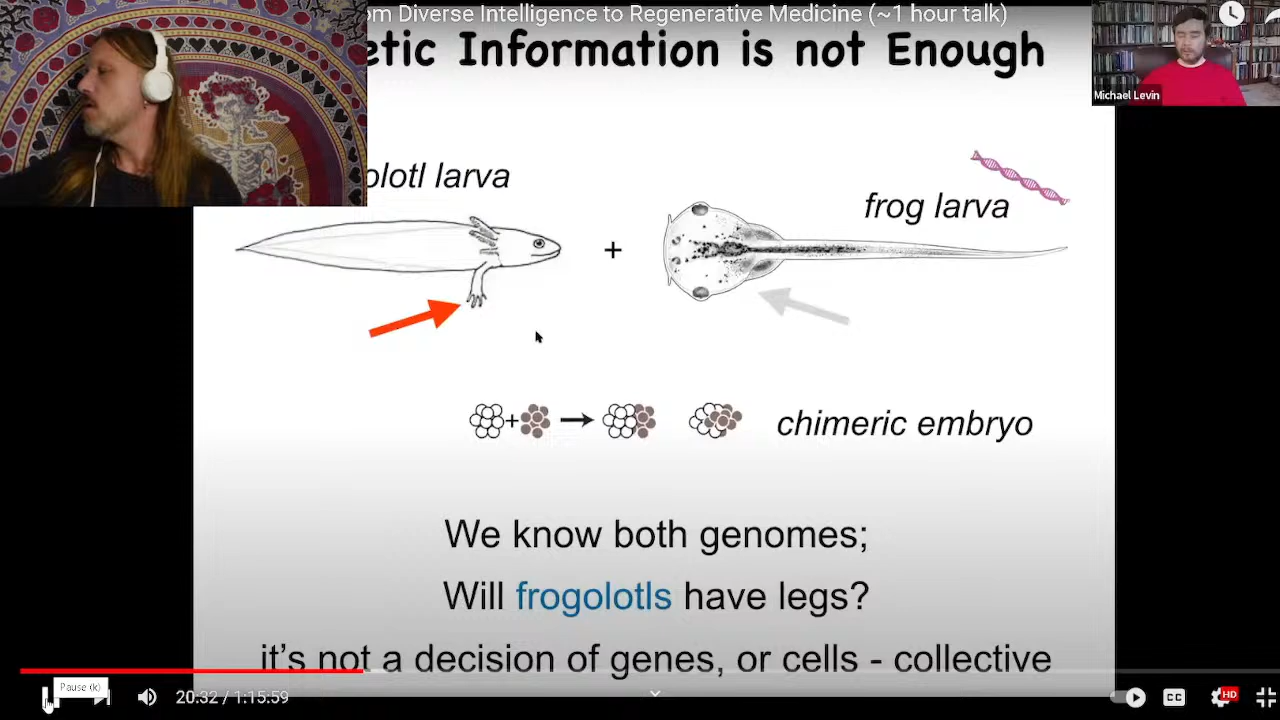 om Diverse Intelligence to Regenerative Medicine (~1 hour talk)
etic Information is not Enough
Michael Levin
olotl larva
frog larva
+
+
chimeric embryo
We know both genomes;
Will frogolotls have legs?
it's not a decision of genes, or cells - collective
Pause (k)
20:32 / 1:15:59
CC
HD